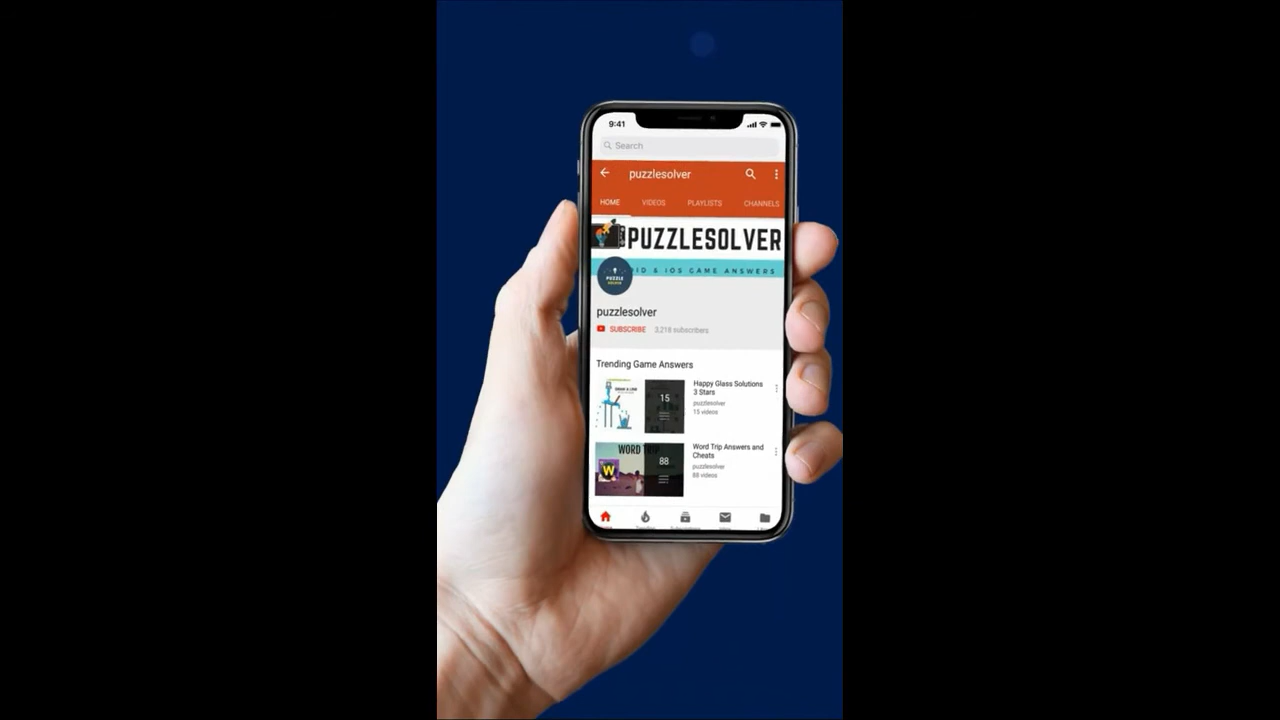 9:41
Search
puzzlesolver
HOME VIDEOS PLAYLISTS CHANNELS
PUZZLESOLVER
& IOS GAME ANSWERS
PUZZLE
puzzlesolver
SUBSCRIBE 3,218 subscribers
Trending Game Answers
15
Happy Glass Solutions
3 Stars
puzzlesolver
15 videos
WORD
W
88
Word Trip Answers and
Cheats
puzzlesolver
88 videos